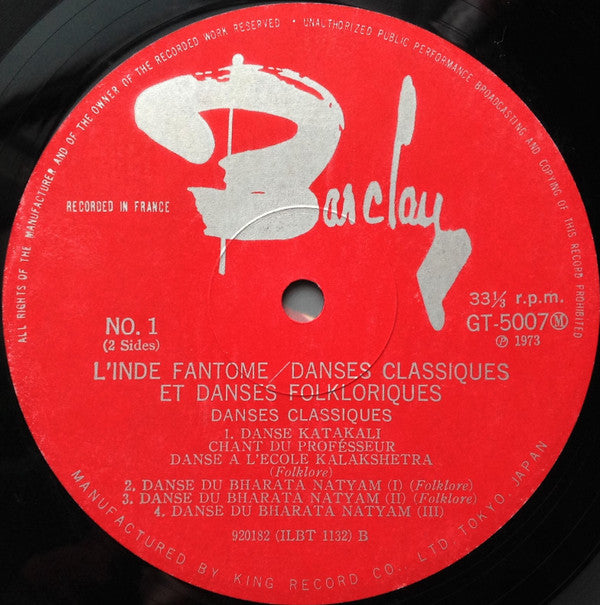 ALL RIGHTS OF THE MANUFACTURER AND OF THE OWNER OF THE RECORDED WORK RESERVED • UNAUTHORIZED PUBLIC PERFORMANCE BROADCASTING AND COPYING OF THIS RECORD PROHIBITED
Barclay
RECORDED IN FRANCE
33⅓ r.p.m.
NO. 1
GT-5007Ⓜ
(2 Sides)
℗ 1973
L'INDE FANTOME/DANSES CLASSIQUES
ET DANSES FOLKLORIQUES
DANSES CLASSIQUES
1. DANSE KATAKALI
CHANT DU PROFÉSSEUR
DANSE A L'ECOLE KALAKSHETRA
(Folklore)
2. DANSE DU BHARATA NATYAM (I) (Folklore)
3. DANSE DU BHARATA NATYAM (II) (Folklore)
4. DANSE DU BHARATA NATYAM (III)
920182 (ILBT 1132) B
MANUFACTURED BY KING RECORD CO., LTD. TOKYO, JAPAN